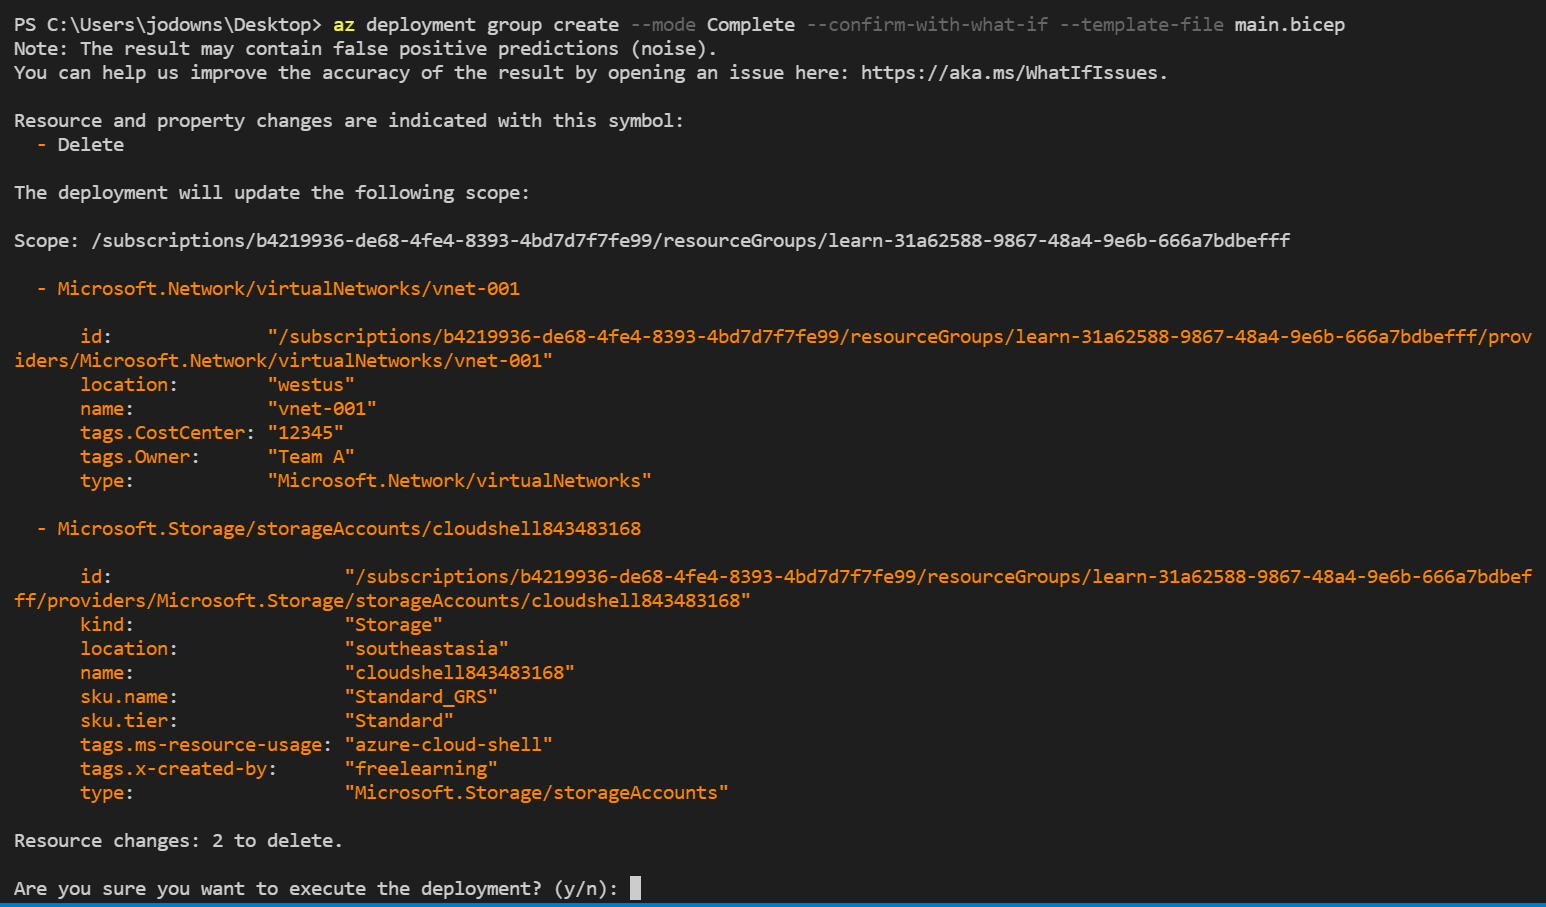 PS C:\Users\jodowns\Desktop> az deployment group create --mode Complete --confirm-with-what-if --template-file main.bicep
Note: The result may contain false positive predictions (noise).
You can help us improve the accuracy of the result by opening an issue here: https://aka.ms/WhatIfIssues.
Resource and property changes are indicated with this symbol:
- Delete
The deployment will update the following scope:
Scope: /subscriptions/b4219936-de68-4fe4-8393-4bd7d7f7fe99/resourceGroups/learn-31a62588-9867-48a4-9e6b-666a7bdbefff
- Microsoft.Network/virtualNetworks/vnet-001
id: "/subscriptions/b4219936-de68-4fe4-8393-4bd7d7f7fe99/resourceGroups/learn-31a62588-9867-48a4-9e6b-666a7bdbefff/prov
iders/Microsoft.Network/virtualNetworks/vnet-001"
location: "westus"
name: "vnet-001"
tags.CostCenter: "12345"
tags.Owner: "Team A"
type: "Microsoft.Network/virtualNetworks"
- Microsoft.Storage/storageAccounts/cloudshell843483168
id: "/subscriptions/b4219936-de68-4fe4-8393-4bd7d7f7fe99/resourceGroups/learn-31a62588-9867-48a4-9e6b-666a7bdbef
ff/providers/Microsoft.Storage/storageAccounts/cloudshell843483168"
kind: "Storage"
location: "southeastasia"
name: "cloudshell843483168"
sku.name: "Standard_GRS"
sku.tier: "Standard"
tags.ms-resource-usage: "azure-cloud-shell"
tags.x-created-by: "freelearning"
type: "Microsoft.Storage/storageAccounts"
Resource changes: 2 to delete.
Are you sure you want to execute the deployment? (y/n):